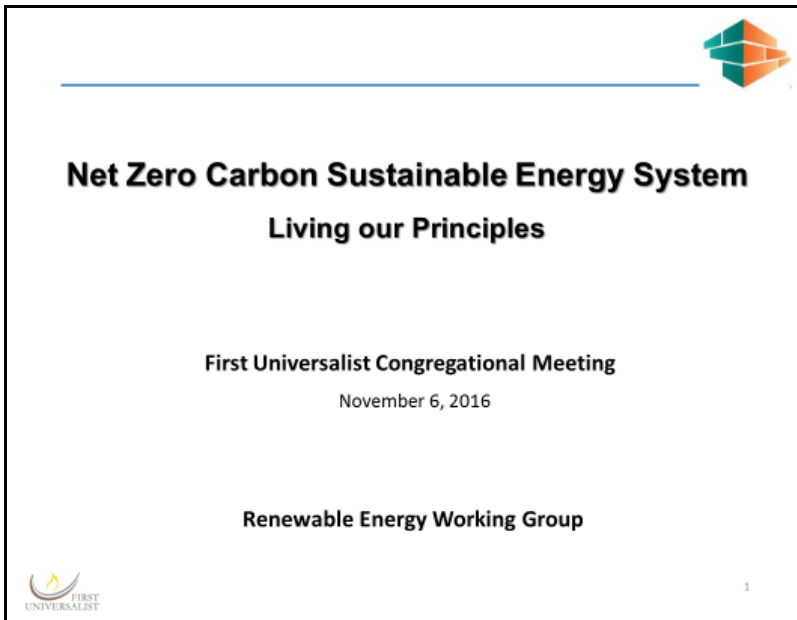 Net Zero Carbon Sustainable Energy System
Living our Principles
First Universalist Congregational Meeting
November 6, 2016
Renewable Energy Working Group
FIRST
UNIVERSALIST
1